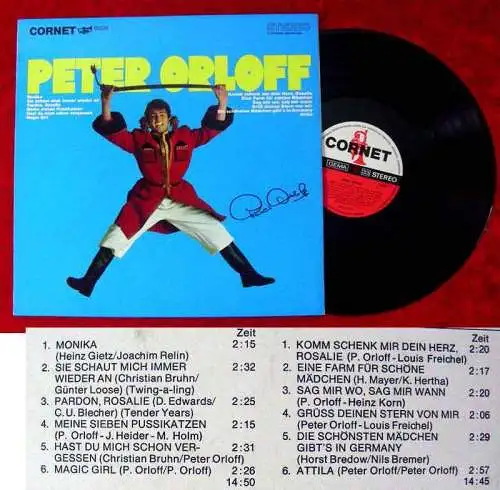 CORNET
PETER ORLOFF
Monika
Magic Girl
Attila
CORNET
GEMA
STEREO
Zeit
1. MONIKA 2:15
(Heinz Gietz/Joachim Relin)
2. SIE SCHAUT MICH IMMER 2:32
WIEDER AN (Christian Bruhn/
Günter Loose) (Twing-a-ling)
3. PARDON, ROSALIE (D. Edwards/ 2:25
C. U. Blecher) (Tender Years)
4. MEINE SIEBEN PUSSIKATZEN 2:21
(P. Orloff - J. Heider - M. Holm)
5. HAST DU MICH SCHON VER- 2:31
GESSEN (Christian Bruhn/Peter Orloff)
6. MAGIC GIRL (P. Orloff/P. Orloff) 2:26
14:50
Zeit
1. KOMM SCHENK MIR DEIN HERZ, 2:20
ROSALIE (P. Orloff - Louis Freichel)
2. EINE FARM FÜR SCHÖNE 2:17
MÄDCHEN (H. Mayer/K. Hertha)
3. SAG MIR WO, SAG MIR WANN 2:20
(P. Orloff - Heinz Korn)
4. GRÜSS DEINEN STERN VON MIR 2:06
(Peter Orloff - Louis Freichel)
5. DIE SCHÖNSTEN MÄDCHEN 2:29
GIBT'S IN GERMANY
(Horst Bredow/Nils Bremer)
6. ATTILA (Peter Orloff/Peter Orloff) 2:57
14:45